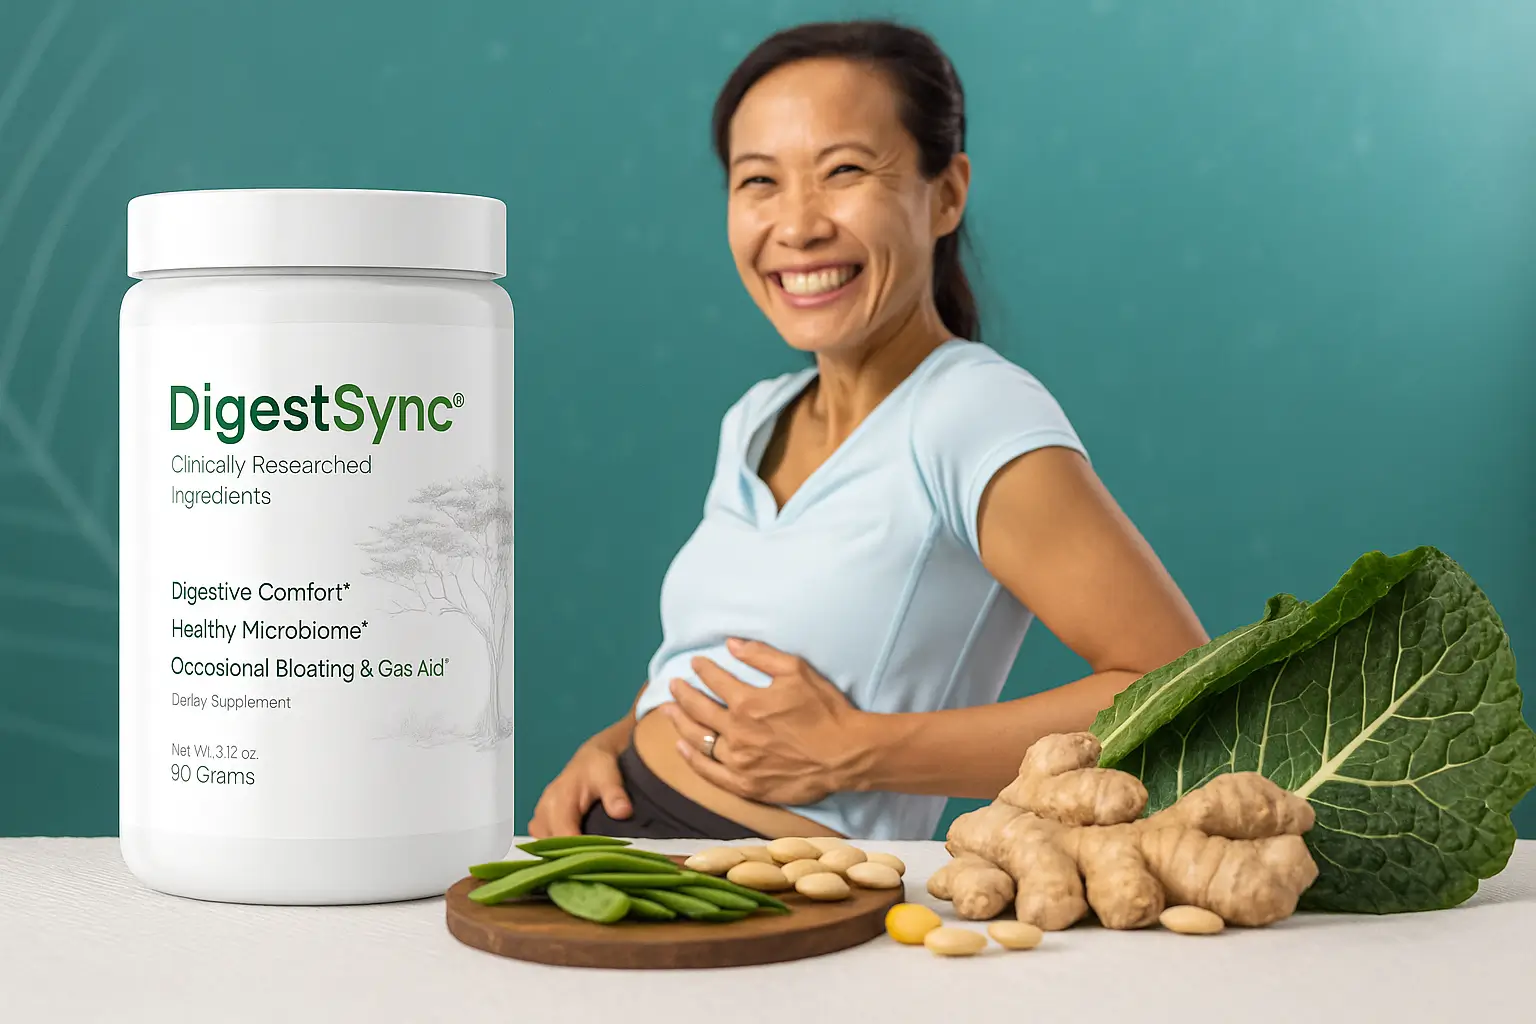 DigestSync®
Clinically Researched
Ingredients
Digestive Comfort*
Healthy Microbiome*
Occosional Bloating & Gas Aid*
Derlay Supplement
Net Wl., 3.12 oz.
90 Grams